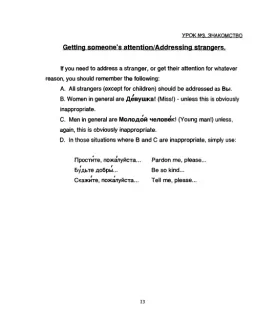 УРОК №3. ЗНАКОМСТВО
Getting someone's attention/Addressing strangers.
If you need to address a stranger, or get their attention for whatever
reason, you should remember the following:
A. All strangers (except for children) should be addressed as Вы.
B. Women in general are Де́вушка! (Miss!) - unless this is obviously
inappropriate.
C. Men in general are Молодо́й челове́к! (Young man!) unless,
again, this is obviously inappropriate.
D. In those situations where B and C are inappropriate, simply use:
Прости́те, пожа́луйста... Pardon me, please...
Бу́дьте добры́... Be so kind...
Скажи́те, пожа́луйста... Tell me, please...